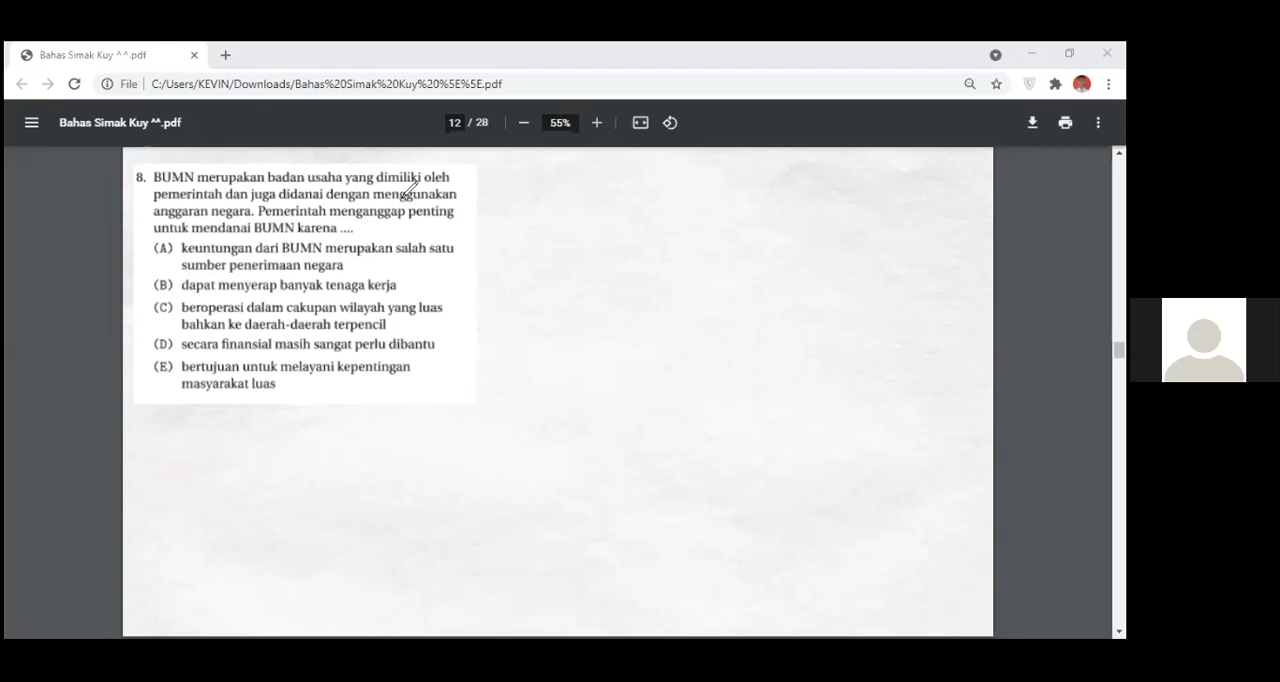 Bahas Simak Kuy ^^.pdf
File
C:/Users/KEVIN/Downloads/Bahas%20Simak%20Kuy%20%5E%5E.pdf
Bahas Simak Kuy ^^.pdf
12 / 28
55%
8. BUMN merupakan badan usaha yang dimiliki oleh
pemerintah dan juga didanai dengan menggunakan
anggaran negara. Pemerintah menganggap penting
untuk mendanai BUMN karena ....
(A) keuntungan dari BUMN merupakan salah satu
sumber penerimaan negara
(B) dapat menyerap banyak tenaga kerja
(C) beroperasi dalam cakupan wilayah yang luas
bahkan ke daerah-daerah terpencil
(D) secara finansial masih sangat perlu dibantu
(E) bertujuan untuk melayani kepentingan
masyarakat luas